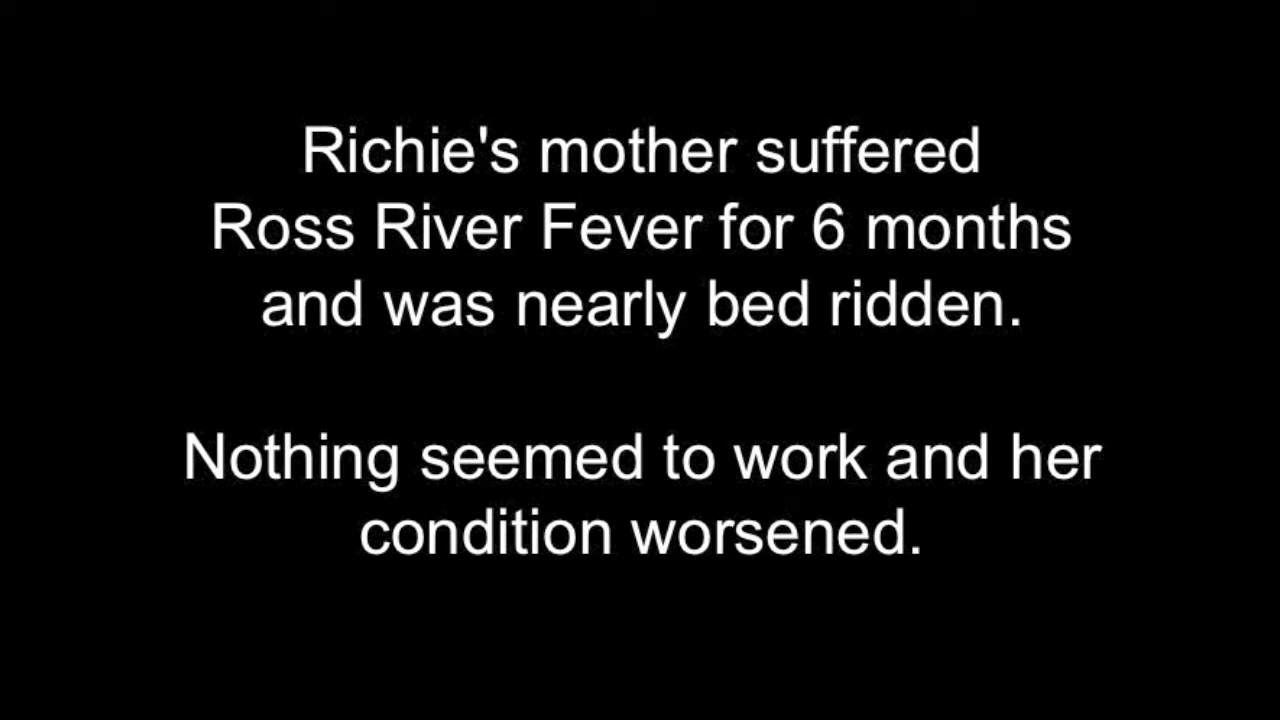 Richie's mother suffered
Ross River Fever for 6 months
and was nearly bed ridden.
Nothing seemed to work and her
condition worsened.